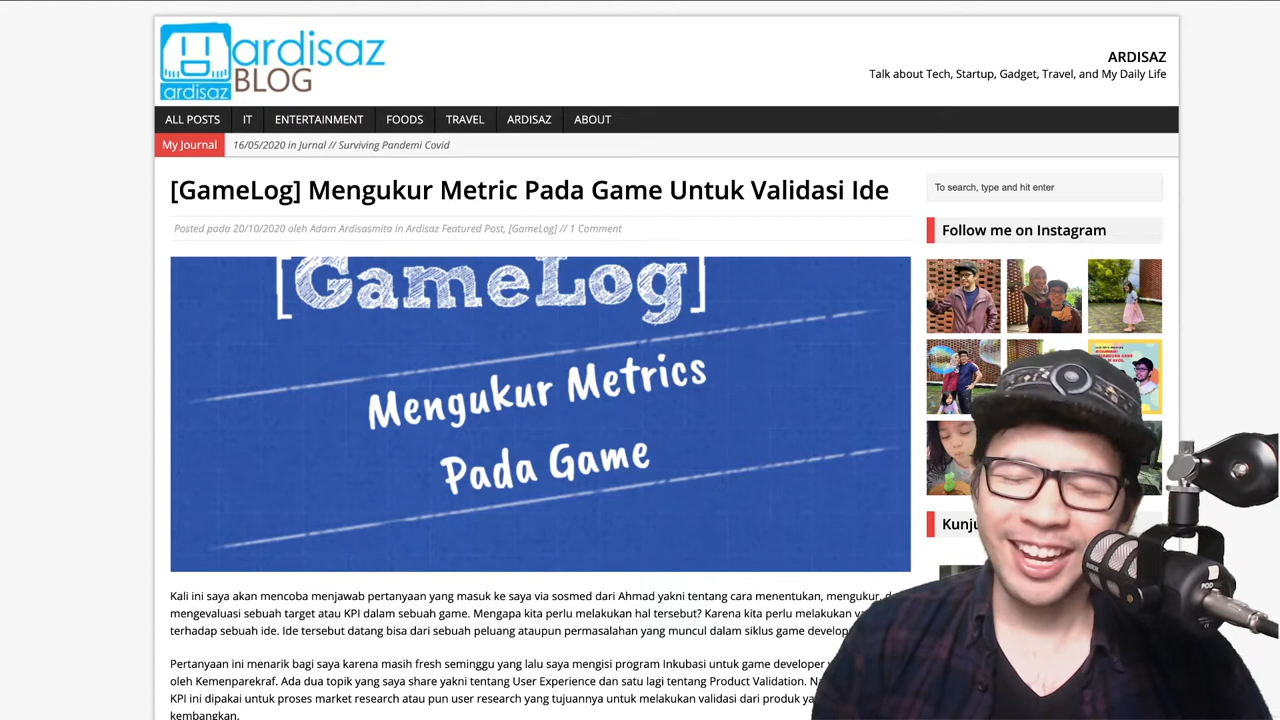 ardisaz
BLOG
ardisaz
ARDISAZ
Talk about Tech, Startup, Gadget, Travel, and My Daily Life
ALL POSTS
IT
ENTERTAINMENT
FOODS
TRAVEL
ARDISAZ
ABOUT
My Journal
16/05/2020 in Jurnal // Surviving Pandemi Covid
[GameLog] Mengukur Metric Pada Game Untuk Validasi Ide
Posted pada 20/10/2020 oleh Adam Ardisasmita in Ardisaz Featured Post, [GameLog] // 1 Comment
[GameLog]
Mengukur Metrics
Pada Game
Kali ini saya akan mencoba menjawab pertanyaan yang masuk ke saya via sosmed dari Ahmad yakni tentang cara menentukan, mengukur,
mengevaluasi sebuah target atau KPI dalam sebuah game. Mengapa kita perlu melakukan hal tersebut? Karena kita perlu melakukan
terhadap sebuah ide. Ide tersebut datang bisa dari sebuah peluang ataupun permasalahan yang muncul dalam siklus game
Pertanyaan ini menarik bagi saya karena masih fresh seminggu yang lalu saya mengisi program Inkubasi untuk game developer
oleh Kemenparekraf. Ada dua topik yang saya share yakni tentang User Experience dan satu lagi tentang Product Validation.
KPI ini dipakai untuk proses market research atau pun user research yang tujuannya untuk melakukan validasi dari produk
kembangkan.
To search, type and hit enter
Follow me on Instagram